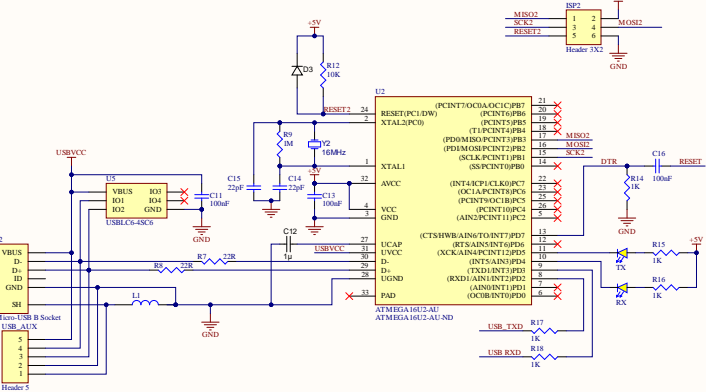 ISP2
MISO2 1 2
SCK2 3 4 MOSI2
RESET2 5 6
Header 3X2
GND
+5V
D3
R12
10K
U2
RESET2 24 RESET(PC1/DW)
2 XTAL2(PC0)
1 XTAL1
32 AVCC
4 VCC
3 GND
27 UCAP
USBVCC 31 UVCC
30 D-
29 D+
28 UGND
33 PAD
(PCINT7/OC0A/OC1C)PB7 21
(PCINT6)PB6 20
(PCINT5)PB5 19
(T1/PCINT4)PB4 18
(PD0/MISO/PCINT3)PB3 17 MISO2
(PD1/MOSI/PCINT2)PB2 16 MOSI2
(SCLK/PCINT1)PB1 15 SCK2
(SS/PCINT0)PB0 14
(INT4/ICP1/CLK0)PC7 22
(OC1A/PCINT8)PC6 23
(PCINT9/OC1B)PC5 25
(PCINT10)PC4 26
(AIN2/PCINT11)PC2 5
(CTS/HWB/AIN6/TO/INT7)PD7 13
(RTS/AIN5/INT6)PD6 12
(XCK/AIN4/PCINT12)PD5 11
(INT5/AIN3)PD4 10
(TXD1/INT3)PD3 9
(RXD1/AIN1/INT2)PD2 8
(AIN0/INT1)PD1 7
(OC0B/INT0)PD0 6
ATMEGA16U2-AU
ATMEGA16U2-AU-ND
R9
1M
Y2
16MHz
+5V
C15
22pF
C14
22pF
C13
100nF
GND
C12
1µ
USBVCC
U5
VBUS IO3
IO1 IO4
IO2 GND
USBLC6-4SC6
C11
100nF
GND
VBUS
D-
D+
ID
GND
SH
Micro-USB B Socket
USB_AUX
5
4
3
2
1
Header 5
R7 22R
R8 22R
L1
GND
DTR
C16
100nF
RESET
R14
1K
GND
TX
RX
R15
1K
R16
1K
+5V
USB_TXD
R17
1K
USB RXD
R18
1K